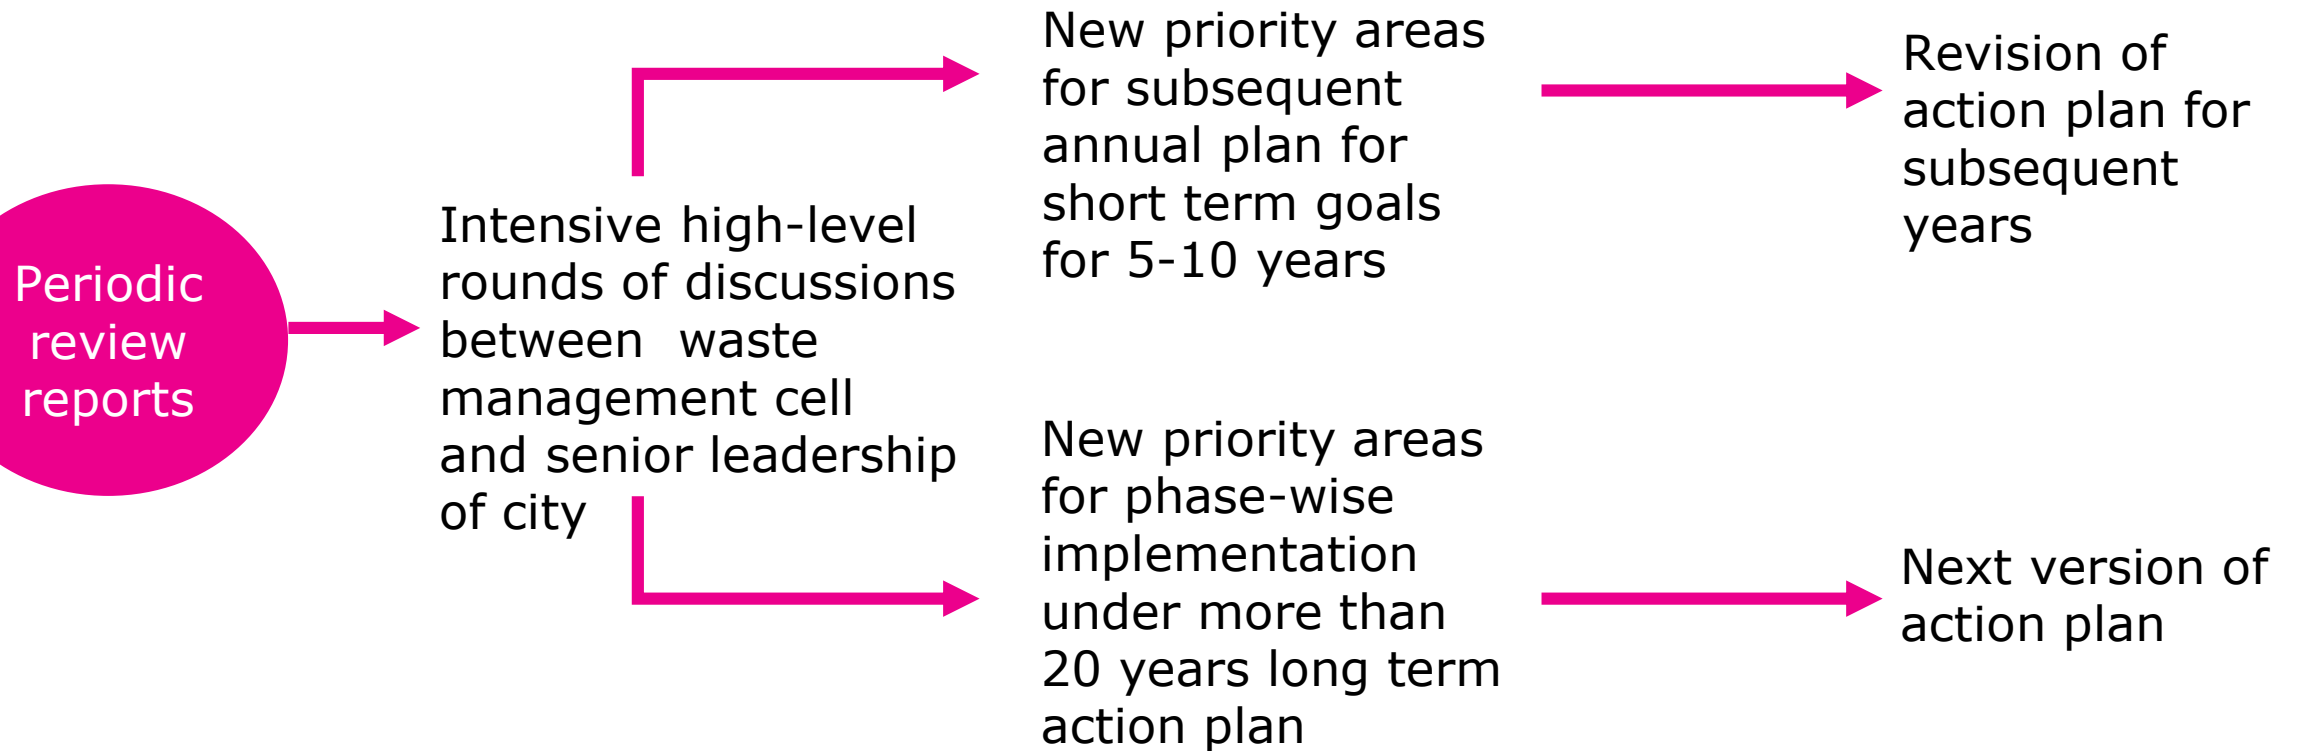 Periodic
review
reports
Intensive high-level
rounds of discussions
between  waste
management cell
and senior leadership
of city
New priority areas
for subsequent
annual plan for
short term goals
for 5-10 years
Revision of
action plan for
subsequent
years
New priority areas
for phase-wise
implementation
under more than
20 years long term
action plan
Next version of
action plan